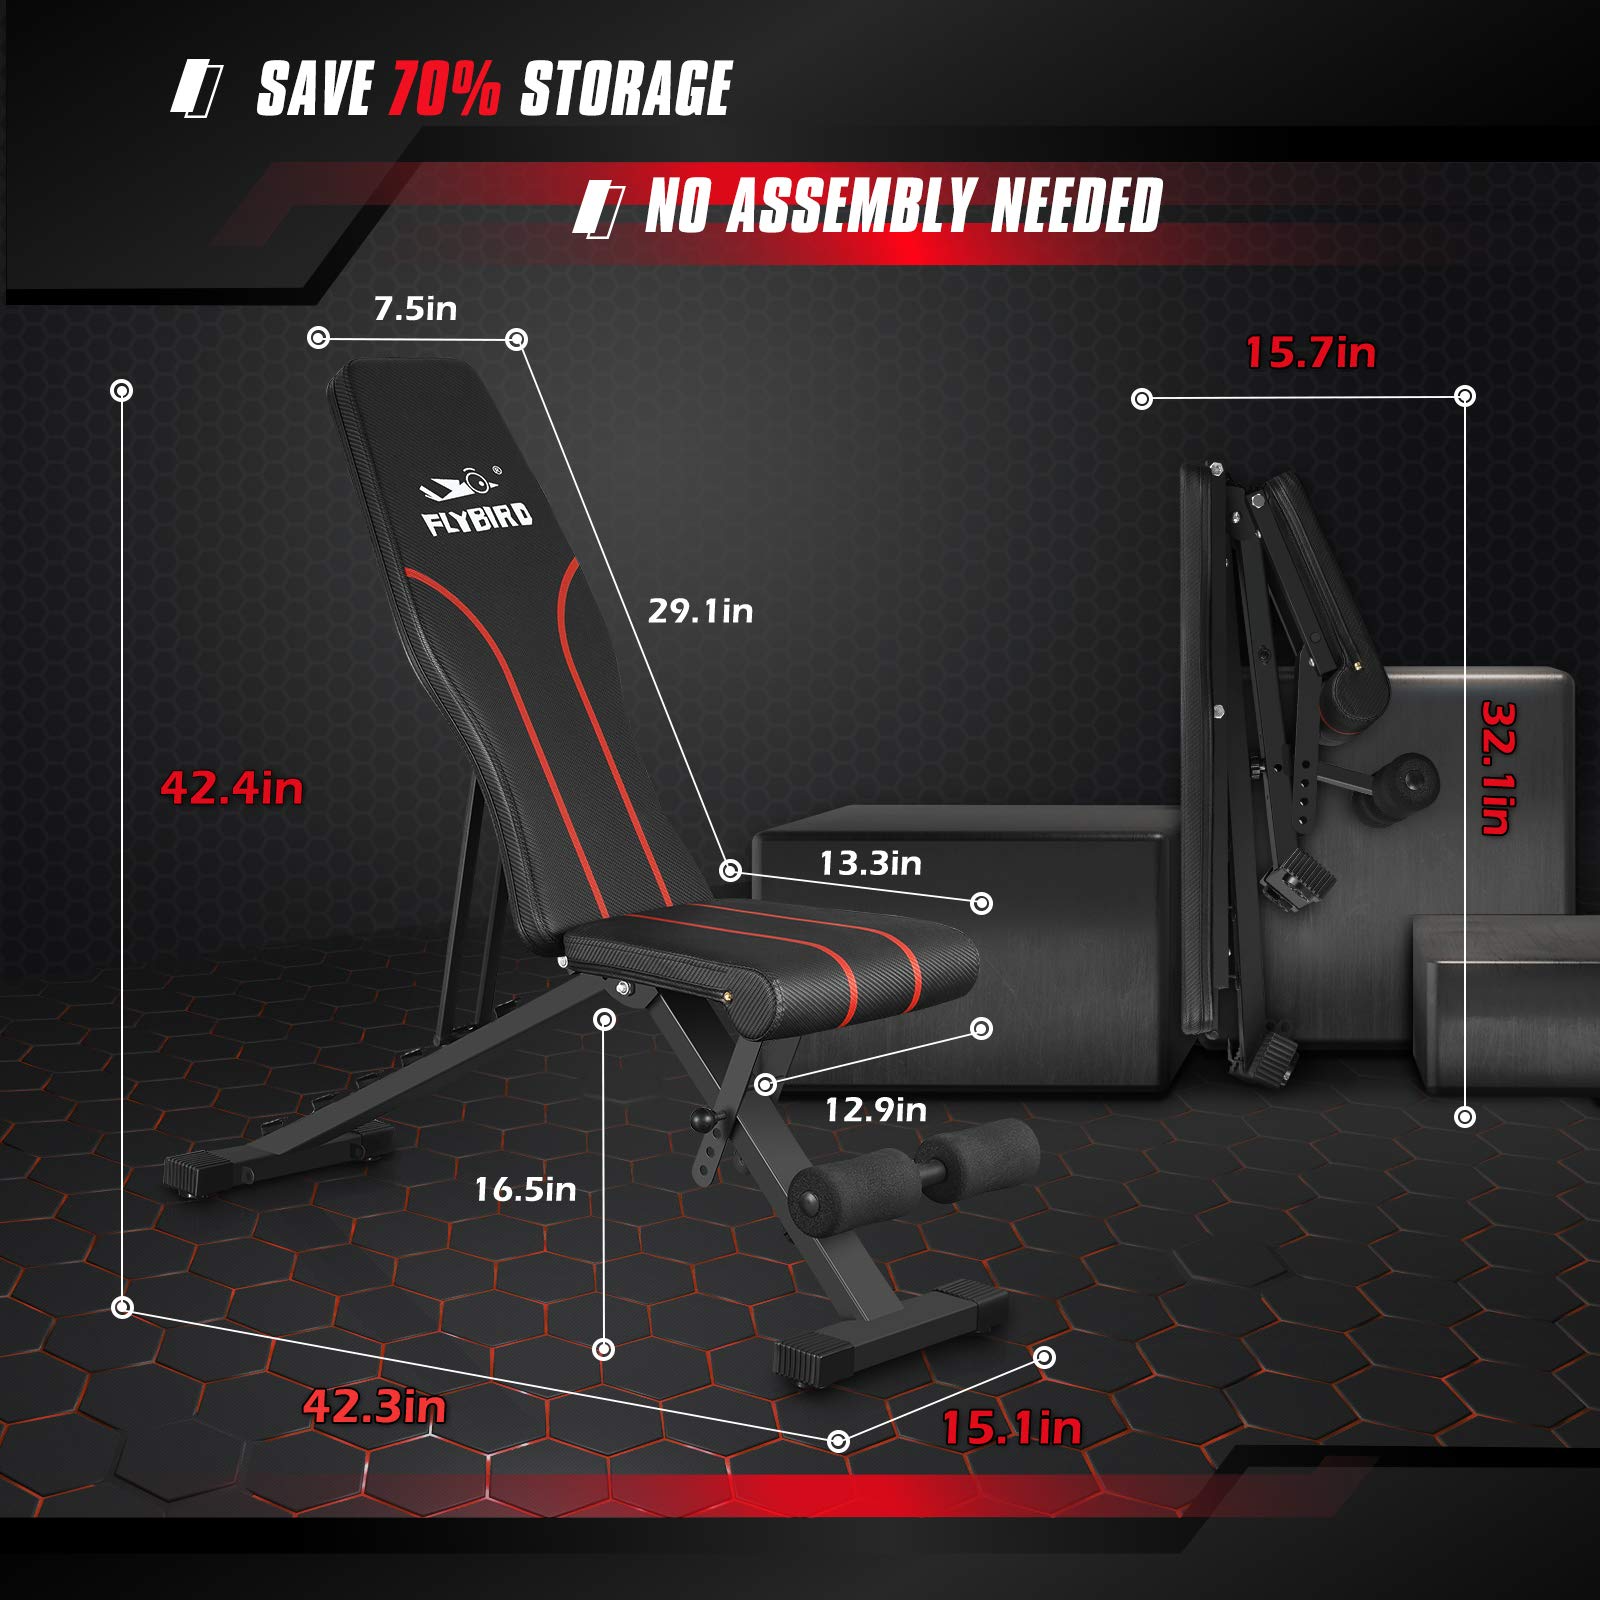 SAVE 70% STORAGE
NO ASSEMBLY NEEDED
7.5in
15.7in
®
FLYBIRD
29.1in
32.1in
42.4in
13.3in
12.9in
16.5in
42.3in
15.1in